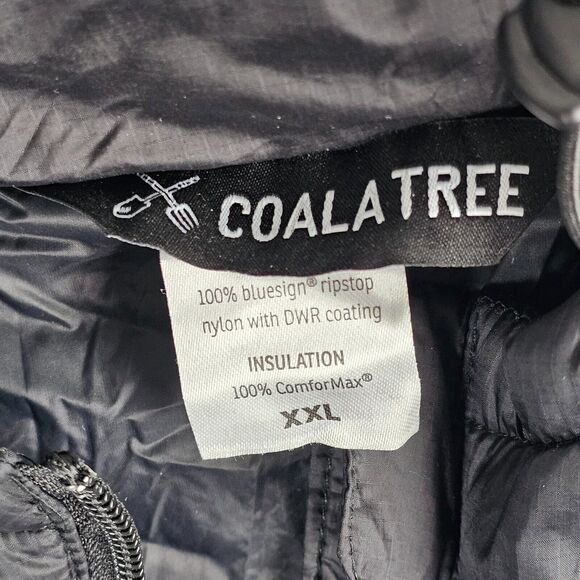 COALATREE
100% bluesign® ripstop
nylon with DWR coating
INSULATION
100% ComforMax®
XXL